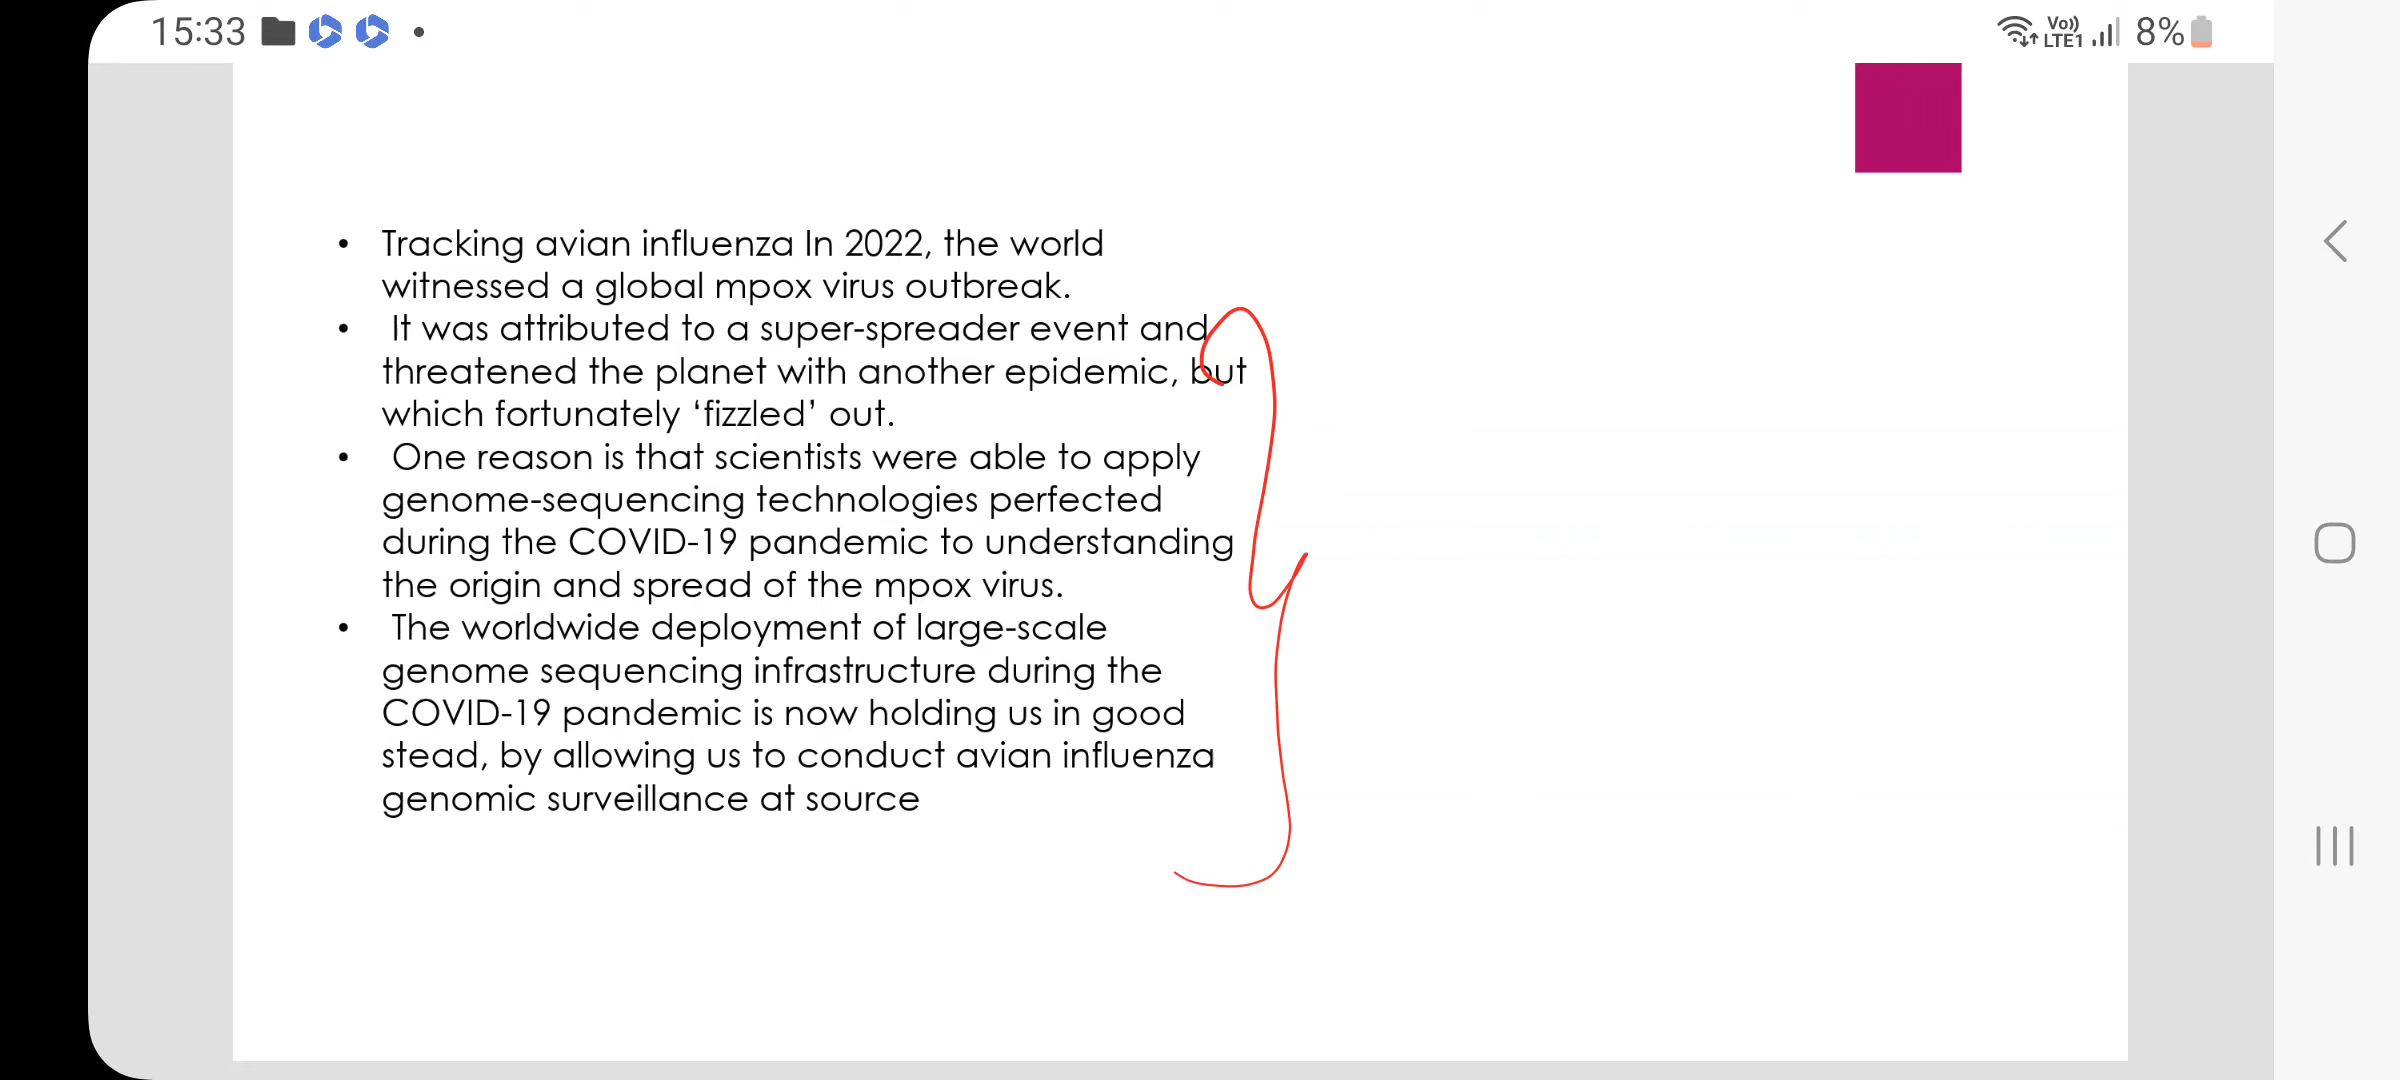 15:33
Vo)) LTE1 8%
• Tracking avian influenza In 2022, the world
witnessed a global mpox virus outbreak.
• It was attributed to a super-spreader event and
threatened the planet with another epidemic, but
which fortunately ‘fizzled’ out.
• One reason is that scientists were able to apply
genome-sequencing technologies perfected
during the COVID-19 pandemic to understanding
the origin and spread of the mpox virus.
• The worldwide deployment of large-scale
genome sequencing infrastructure during the
COVID-19 pandemic is now holding us in good
stead, by allowing us to conduct avian influenza
genomic surveillance at source